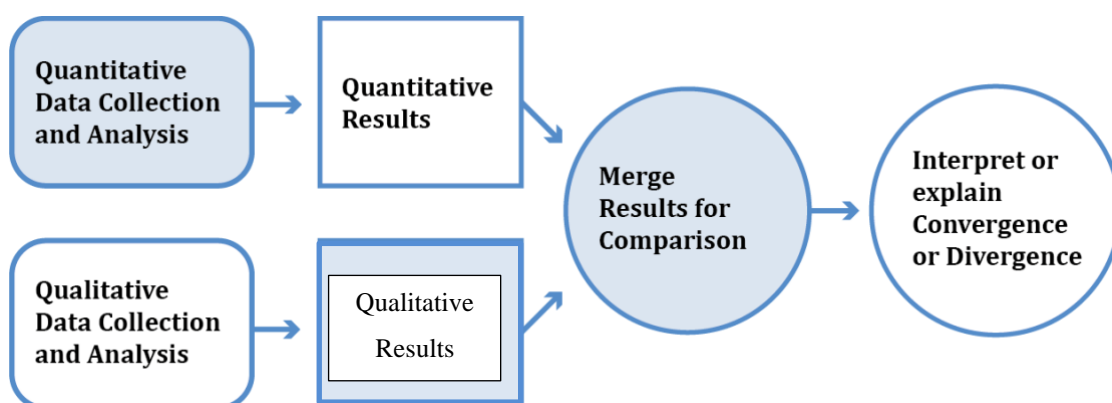 Quantitative
Data Collection
and Analysis
Quantitative
Results
Qualitative
Data Collection
and Analysis
Qualitative
Results
Merge
Results for
Comparison
Interpret or
explain
Convergence
or Divergence